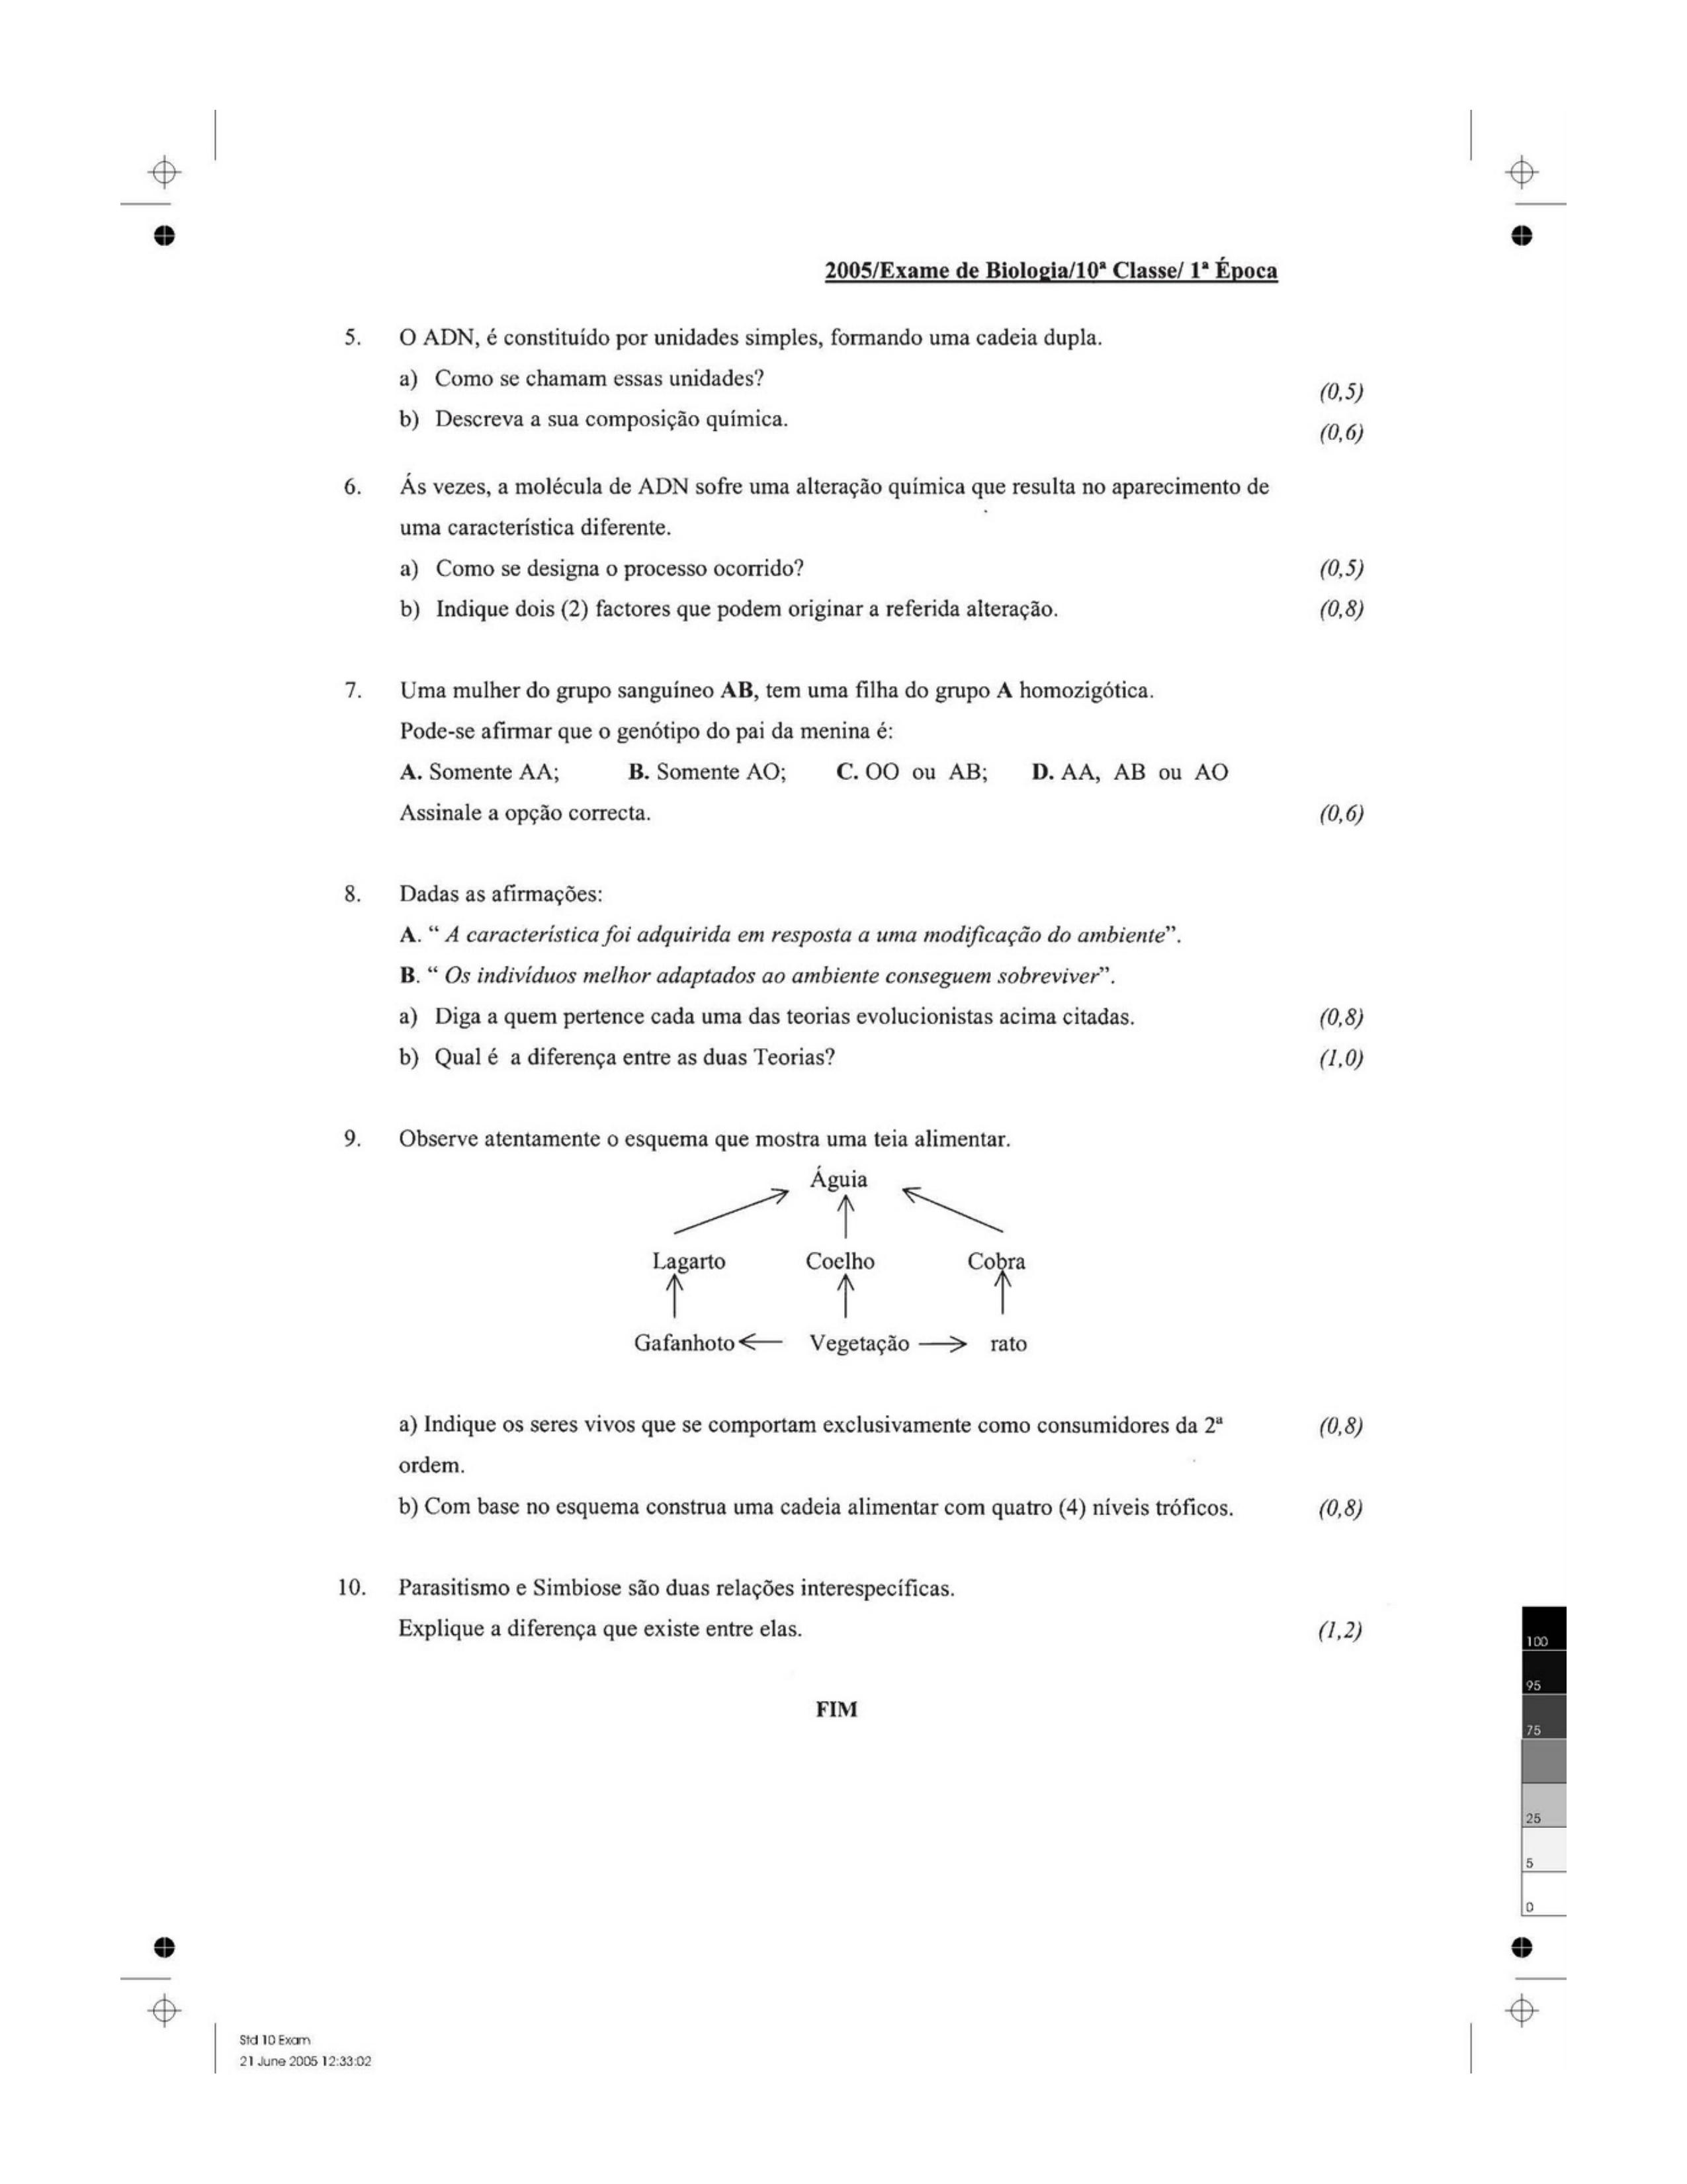 2005/Exame de Biologia/10ª Classe/ 1ª Época
5. O ADN, é constituído por unidades simples, formando uma cadeia dupla.
a) Como se chamam essas unidades? (0,5)
b) Descreva a sua composição química. (0,6)
6. Ás vezes, a molécula de ADN sofre uma alteração química que resulta no aparecimento de
uma característica diferente.
a) Como se designa o processo ocorrido? (0,5)
b) Indique dois (2) factores que podem originar a referida alteração. (0,8)
7. Uma mulher do grupo sanguíneo AB, tem uma filha do grupo A homozigótica.
Pode-se afirmar que o genótipo do pai da menina é:
A. Somente AA; B. Somente AO; C. OO ou AB; D. AA, AB ou AO
Assinale a opção correcta. (0,6)
8. Dadas as afirmações:
A. “ A característica foi adquirida em resposta a uma modificação do ambiente”.
B. “ Os indivíduos melhor adaptados ao ambiente conseguem sobreviver”.
a) Diga a quem pertence cada uma das teorias evolucionistas acima citadas. (0,8)
b) Qual é a diferença entre as duas Teorias? (1,0)
9. Observe atentamente o esquema que mostra uma teia alimentar.
Águia
Lagarto Coelho Cobra
Gafanhoto Vegetação rato
a) Indique os seres vivos que se comportam exclusivamente como consumidores da 2ª (0,8)
ordem.
b) Com base no esquema construa uma cadeia alimentar com quatro (4) níveis tróficos. (0,8)
10. Parasitismo e Simbiose são duas relações interespecíficas.
Explique a diferença que existe entre elas. (1,2)
FIM
100
95
75
25
5
0
Std 10 Exam
21 June 2005 12:33:02